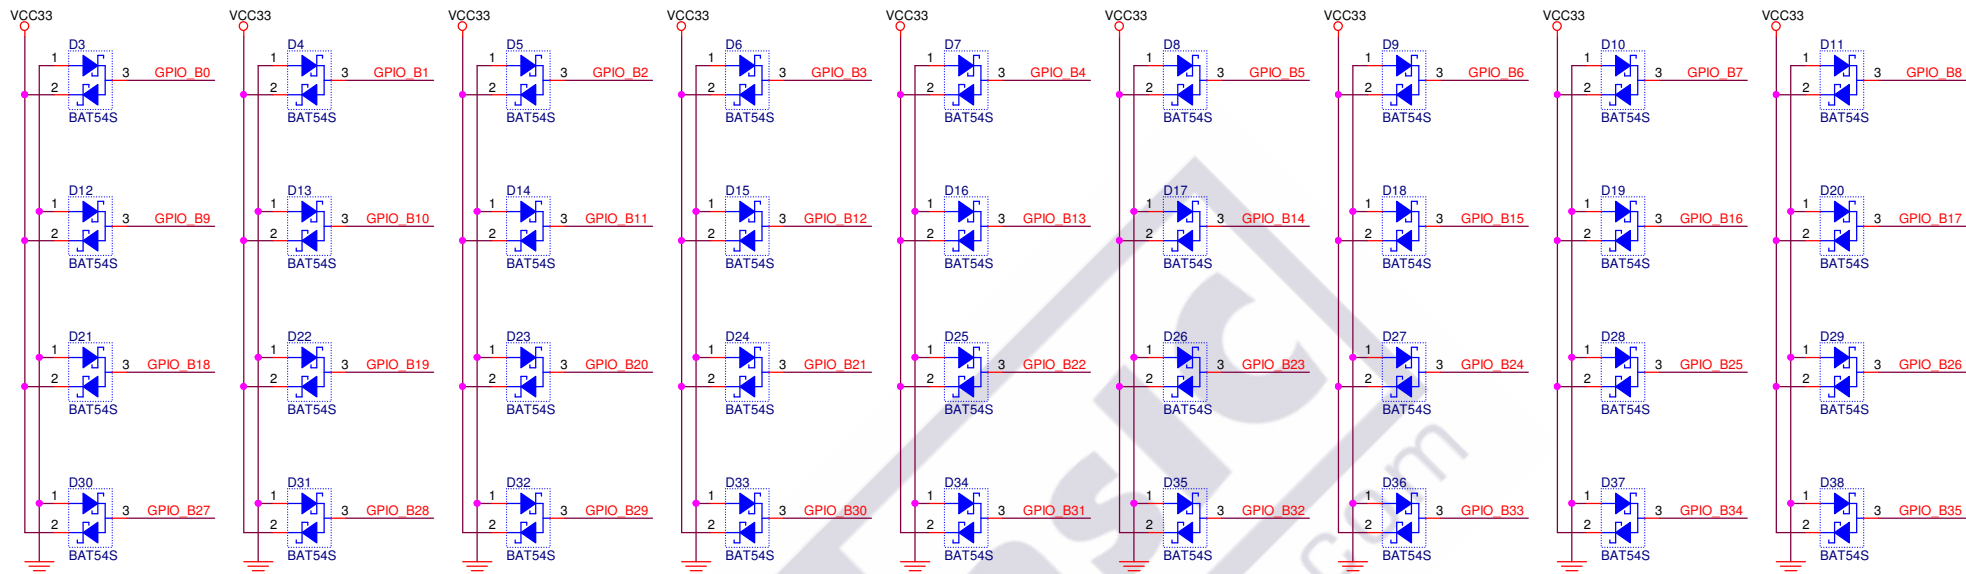 VCC33 VCC33 VCC33 VCC33 VCC33 VCC33 VCC33 VCC33 VCC33
D3 D4 D5 D6 D7 D8 D9 D10 D11
1 1 1 1 1 1 1 1 1
3 GPIO_B0 3 GPIO_B1 3 GPIO_B2 3 GPIO_B3 3 GPIO_B4 3 GPIO_B5 3 GPIO_B6 3 GPIO_B7 3 GPIO_B8
2 2 2 2 2 2 2 2 2
BAT54S BAT54S BAT54S BAT54S BAT54S BAT54S BAT54S BAT54S BAT54S
D12 D13 D14 D15 D16 D17 D18 D19 D20
1 1 1 1 1 1 1 1 1
3 GPIO_B9 3 GPIO_B10 3 GPIO_B11 3 GPIO_B12 3 GPIO_B13 3 GPIO_B14 3 GPIO_B15 3 GPIO_B16 3 GPIO_B17
2 2 2 2 2 2 2 2 2
BAT54S BAT54S BAT54S BAT54S BAT54S BAT54S BAT54S BAT54S BAT54S
D21 D22 D23 D24 D25 D26 D27 D28 D29
1 1 1 1 1 1 1 1 1
3 GPIO_B18 3 GPIO_B19 3 GPIO_B20 3 GPIO_B21 3 GPIO_B22 3 GPIO_B23 3 GPIO_B24 3 GPIO_B25 3 GPIO_B26
2 2 2 2 2 2 2 2 2
BAT54S BAT54S BAT54S BAT54S BAT54S BAT54S BAT54S BAT54S BAT54S
D30 D31 D32 D33 D34 D35 D36 D37 D38
1 1 1 1 1 1 1 1 1
3 GPIO_B27 3 GPIO_B28 3 GPIO_B29 3 GPIO_B30 3 GPIO_B31 3 GPIO_B32 3 GPIO_B33 3 GPIO_B34 3 GPIO_B35
2 2 2 2 2 2 2 2 2
BAT54S BAT54S BAT54S BAT54S BAT54S BAT54S BAT54S BAT54S BAT54S